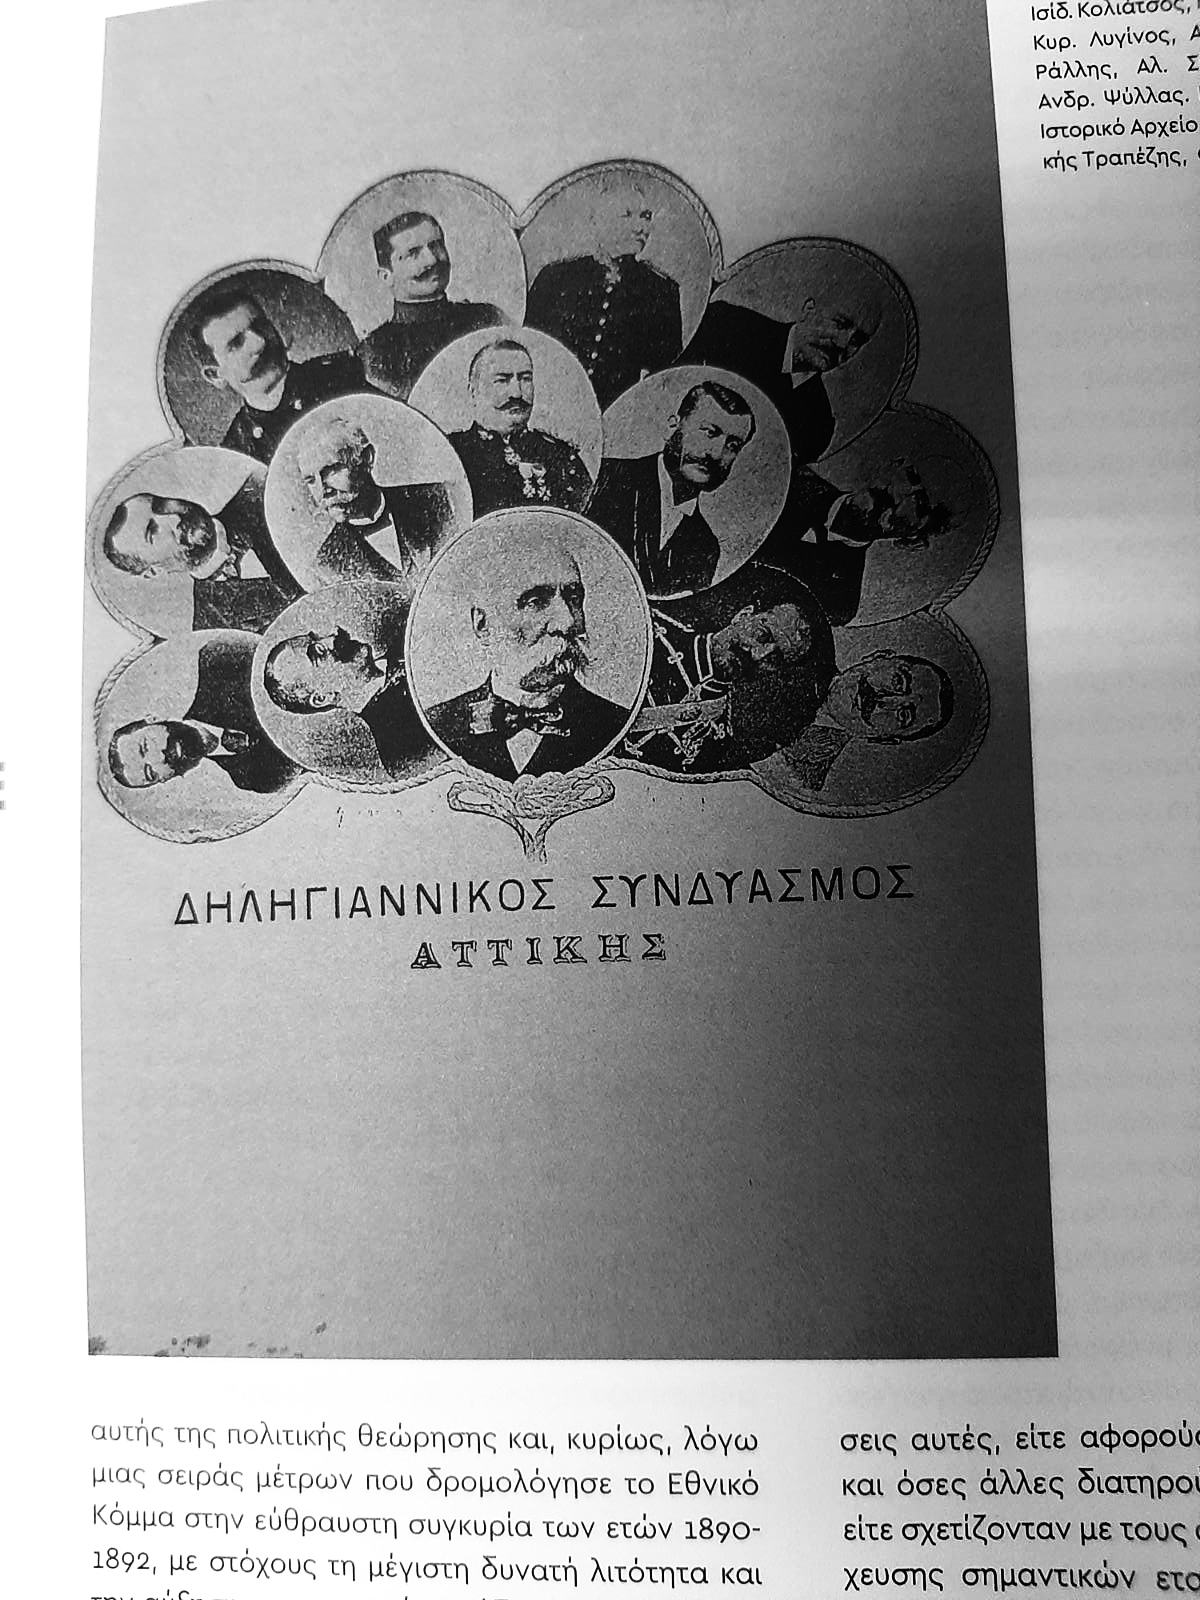 Ισίδ. Κολιάτσος,
Κυρ. Λυγίνος,
Ράλλης, Αλ.
Ανδρ. Ψύλλας.
Ιστορικό Αρχείο
κής Τραπέζης,
ΔΗΛΗΓΙΑΝΝΙΚΟΣ ΣΥΝΔΥΑΣΜΟΣ
ΑΤΤΙΚΗΣ
αυτής της πολιτικής θεώρησης και, κυρίως, λόγω
μιας σειράς μέτρων που δρομολόγησε το Εθνικό
Κόμμα στην εύθραυστη συγκυρία των ετών 1890-
1892, με στόχους τη μέγιστη δυνατή λιτότητα και
σεις αυτές, είτε
και όσες άλλες
είτε σχετίζονταν με τους
χευσης σημαντικών